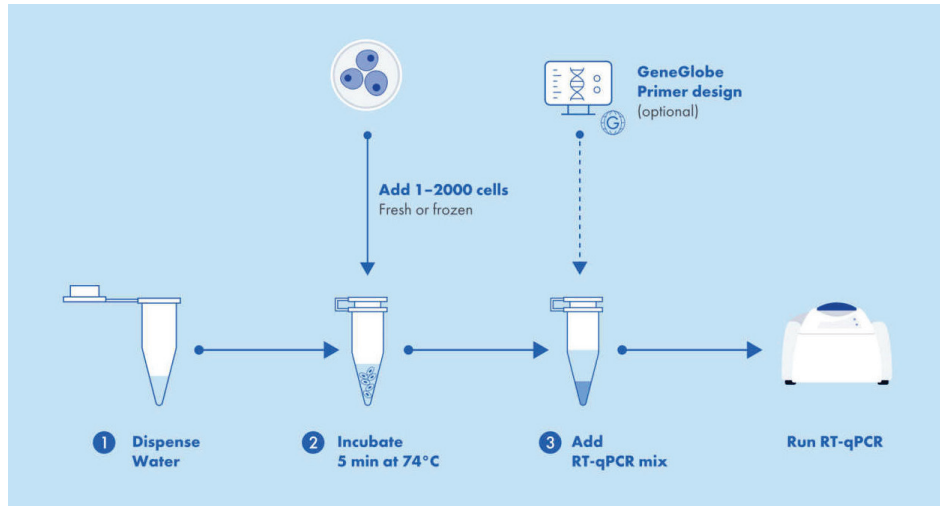 GeneGlobe
Primer design
(optional)
G
Add 1–2000 cells
Fresh or frozen
1 Dispense
Water
2 Incubate
5 min at 74°C
3 Add
RT-qPCR mix
Run RT-qPCR